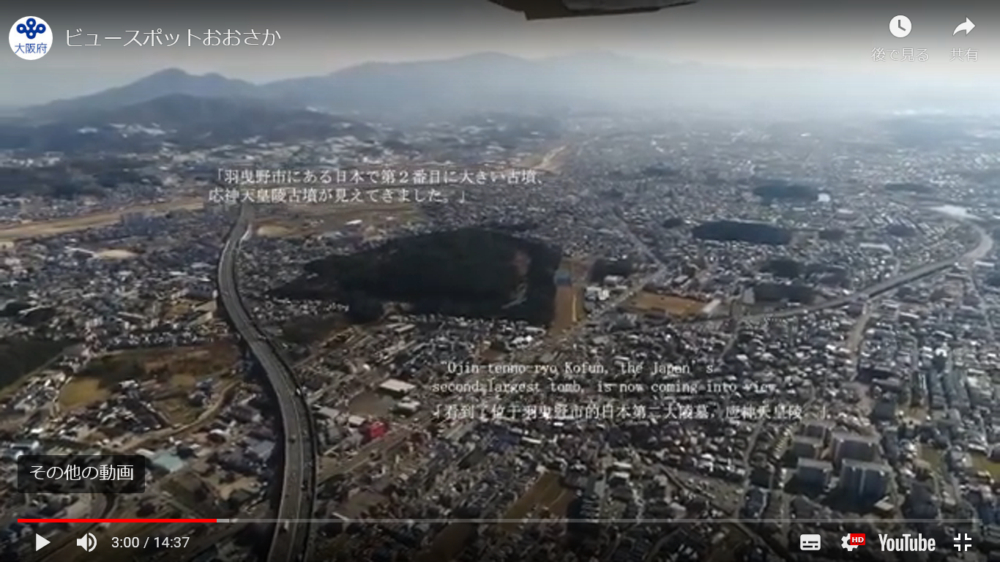 大阪府
ビュースポットおおさか
後で見る
共有
「羽曳野市にある日本で第２番目に大きい古墳、
応神天皇陵古墳が見えてきました。」
"Ojin tenno ryo Kofun, the Japan's
second largest tomb, is now coming into view.
「看到了位于羽曳野市的日本第二大陵墓，应神天皇陵。」
その他の動画
3:00 / 14:37
HD
YouTube